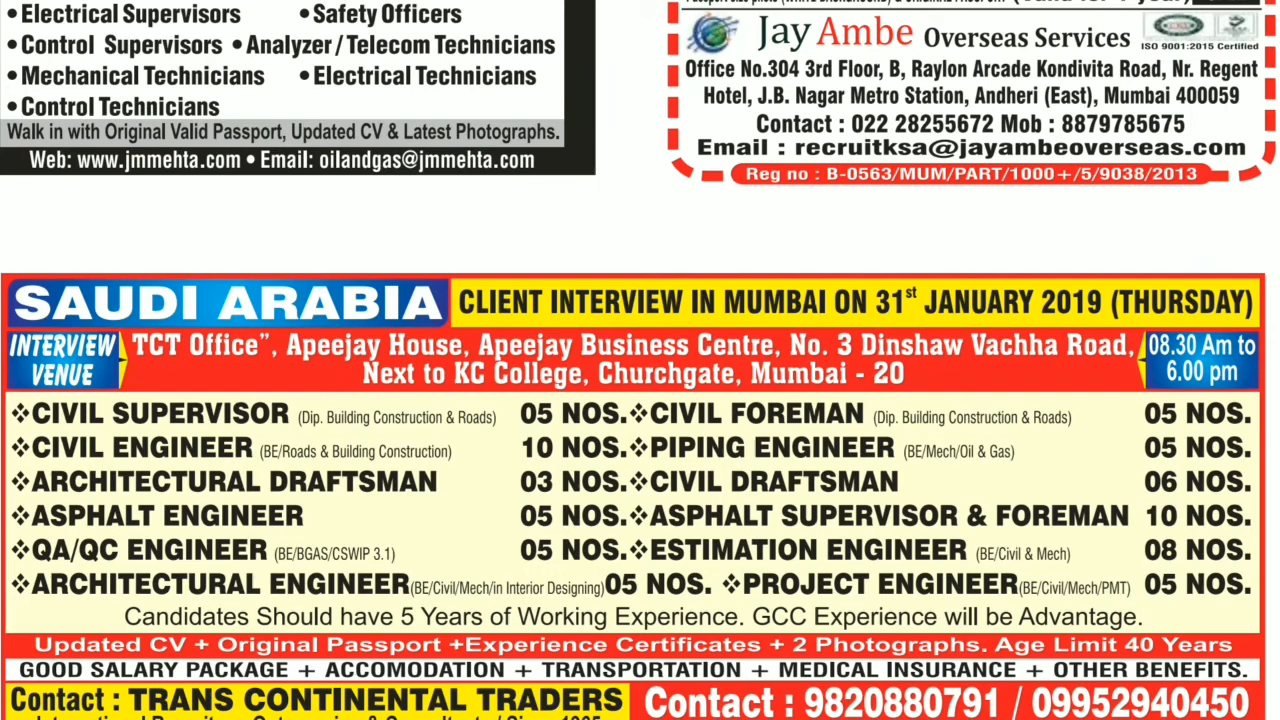 • Electrical Supervisors • Safety Officers
• Control Supervisors • Analyzer / Telecom Technicians
• Mechanical Technicians • Electrical Technicians
• Control Technicians
Walk in with Original Valid Passport, Updated CV & Latest Photographs.
Web: www.jmmehta.com • Email: oilandgas@jmmehta.com
Jay Ambe Overseas Services
ISO 9001:2015 Certified
Office No.304 3rd Floor, B, Raylon Arcade Kondivita Road, Nr. Regent
Hotel, J.B. Nagar Metro Station, Andheri (East), Mumbai 400059
Contact : 022 28255672 Mob : 8879785675
Email : recruitksa@jayambeoverseas.com
Reg no : B-0563/MUM/PART/1000+/5/9038/2013
SAUDI ARABIA CLIENT INTERVIEW IN MUMBAI ON 31st JANUARY 2019 (THURSDAY)
INTERVIEW VENUE
TCT Office”, Apeejay House, Apeejay Business Centre, No. 3 Dinshaw Vachha Road,
Next to KC College, Churchgate, Mumbai - 20
08.30 Am to
6.00 pm
❖CIVIL SUPERVISOR (Dip. Building Construction & Roads) 05 NOS. ❖CIVIL FOREMAN (Dip. Building Construction & Roads) 05 NOS.
❖CIVIL ENGINEER (BE/Roads & Building Construction) 10 NOS. ❖PIPING ENGINEER (BE/Mech/Oil & Gas) 05 NOS.
❖ARCHITECTURAL DRAFTSMAN 03 NOS. ❖CIVIL DRAFTSMAN 06 NOS.
❖ASPHALT ENGINEER 05 NOS. ❖ASPHALT SUPERVISOR & FOREMAN 10 NOS.
❖QA/QC ENGINEER (BE/BGAS/CSWIP 3.1) 05 NOS. ❖ESTIMATION ENGINEER (BE/Civil & Mech) 08 NOS.
❖ARCHITECTURAL ENGINEER(BE/Civil/Mech/in Interior Designing)05 NOS. ❖PROJECT ENGINEER(BE/Civil/Mech/PMT) 05 NOS.
Candidates Should have 5 Years of Working Experience. GCC Experience will be Advantage.
Updated CV + Original Passport +Experience Certificates + 2 Photographs. Age Limit 40 Years
GOOD SALARY PACKAGE + ACCOMODATION + TRANSPORTATION + MEDICAL INSURANCE + OTHER BENEFITS.
Contact : TRANS CONTINENTAL TRADERS Contact : 9820880791 / 09952940450